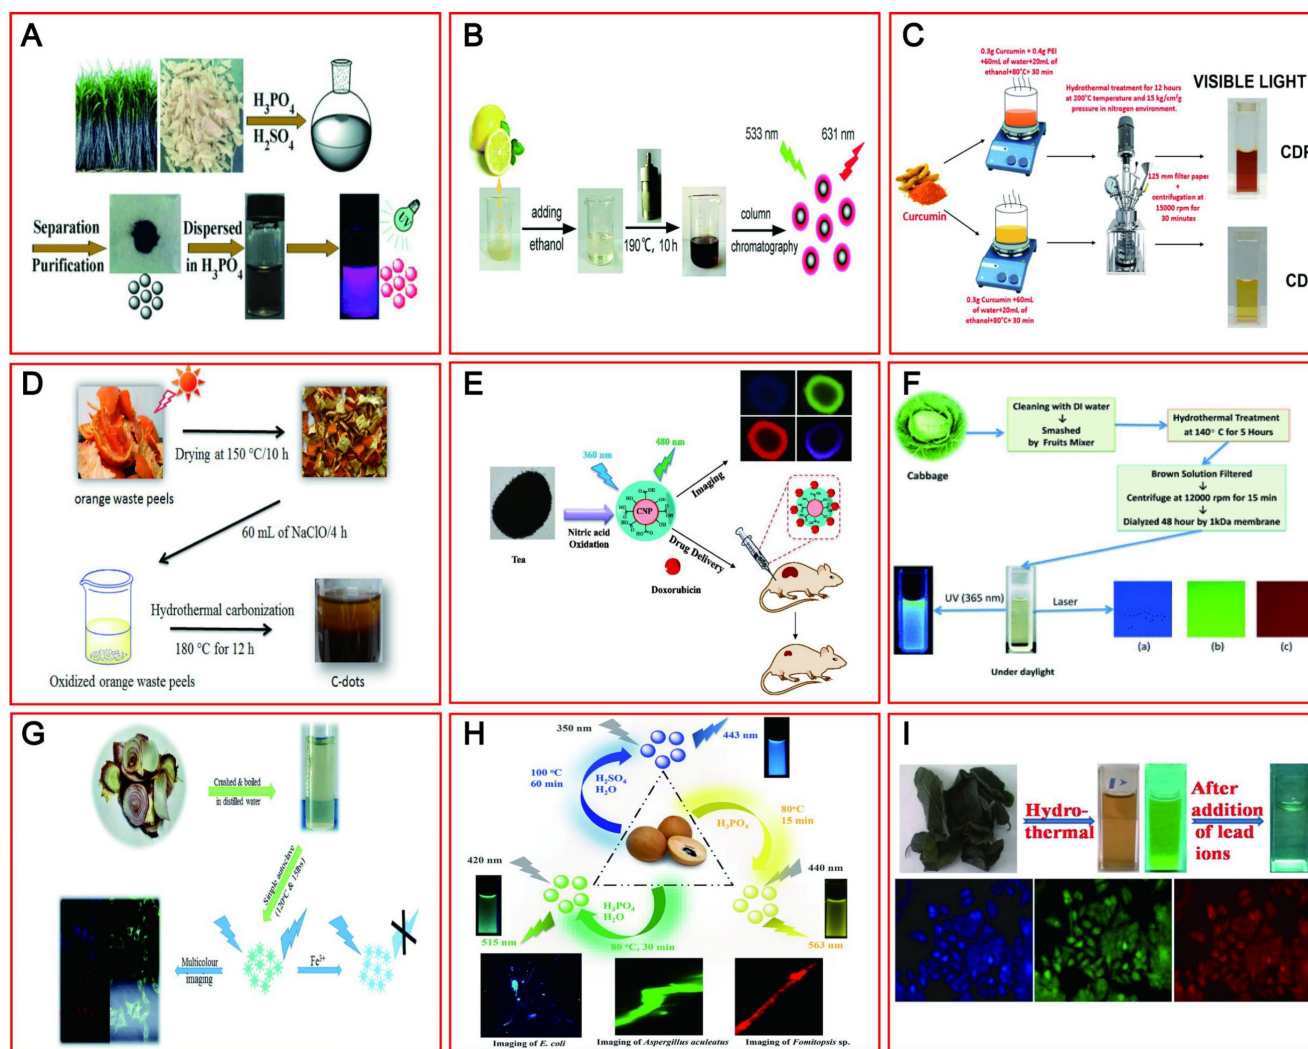 A
H3PO4
H2SO4
Separation
Purification
Dispersed
in H3PO4
UV
B
adding
ethanol
190℃, 10 h
column
chromatography
533 nm
631 nm
C
0.3g Curcumin + 0.4g PEI
+60mL of water+20mL of
ethanol+80°C+ 30 min
Hydrothermal treatment for 12 hours
at 200°C temperature and 15 kg/cm²g
pressure in nitrogen environment.
VISIBLE LIGHT
CDP
Curcumin
125 mm filter paper
+
centrifugation at
15000 rpm for
30 minutes
CD
0.3g Curcumin +60mL
of water+20mL of
ethanol+80°C+ 30 min
D
Drying at 150 °C/10 h
orange waste peels
60 mL of NaClO/4 h
Hydrothermal carbonization
180 °C for 12 h
Oxidized orange waste peels
C-dots
E
360 nm
480 nm
CNP
Imaging
Nitric acid
Oxidation
Tea
Drug Delivery
Doxorubicin
F
Cabbage
Cleaning with DI water
Smashed
by Fruits Mixer
Hydrothermal Treatment
at 140° C for 5 Hours
Brown Solution Filtered
Centrifuge at 12000 rpm for 15 min
Dialyzed 48 hour by 1kDa membrane
UV (365 nm)
Laser
Under daylight
(a)
(b)
(c)
G
Crushed & boiled
in distilled water
Simple autoclave
(120°C & 15lbs)
Multicolour
imaging
Fe³⁺
H
350 nm
443 nm
100 °C
60 min
H2SO4
H2O
80°C
15 min
H3PO4
420 nm
440 nm
H3PO4
H2O
515 nm
80 °C, 30 min
563 nm
Imaging of E. coli
Imaging of Aspergillus aculeatus
Imaging of Fomitopsis sp.
I
Hydro-
thermal
After
addition
of lead
ions